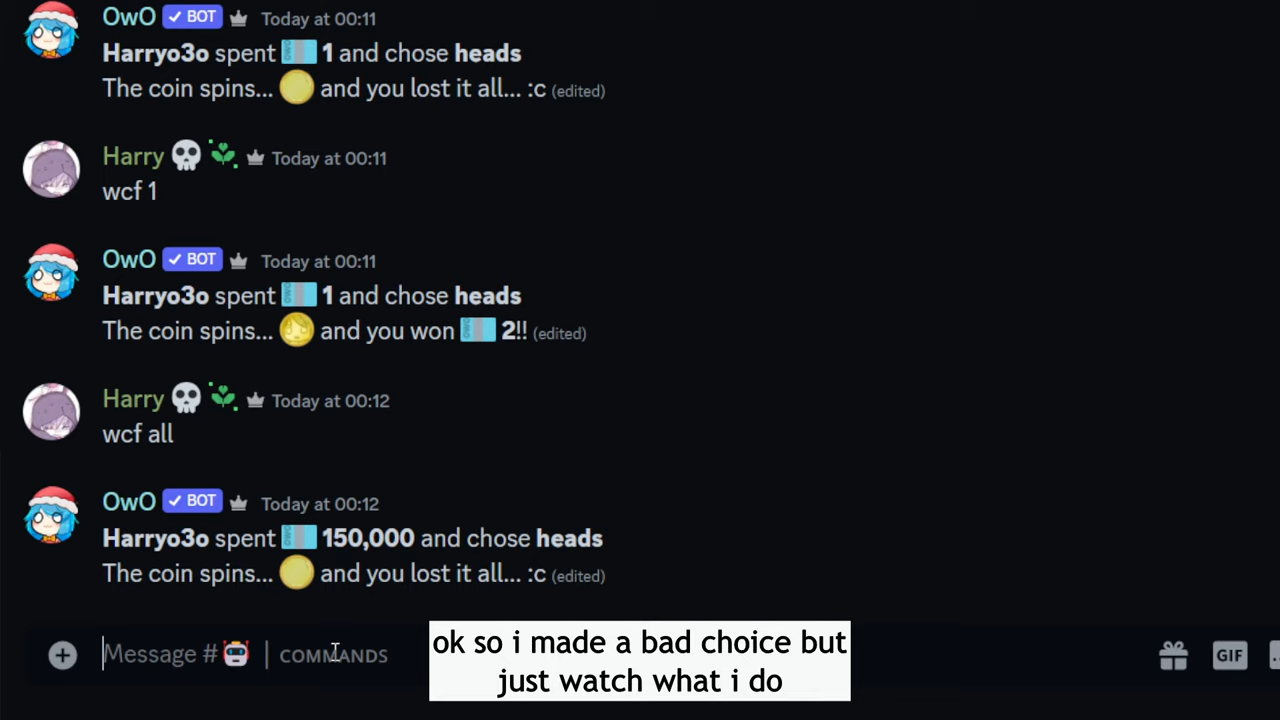 OwO ✓ BOT Today at 00:11
Harryo3o spent 1 and chose heads
The coin spins... and you lost it all... :c (edited)
Harry Today at 00:11
wcf 1
OwO ✓ BOT Today at 00:11
Harryo3o spent 1 and chose heads
The coin spins... and you won 2!! (edited)
Harry Today at 00:12
wcf all
OwO ✓ BOT Today at 00:12
Harryo3o spent 150,000 and chose heads
The coin spins... and you lost it all... :c (edited)
Message # | COMMANDS
GIF
ok so i made a bad choice but
just watch what i do